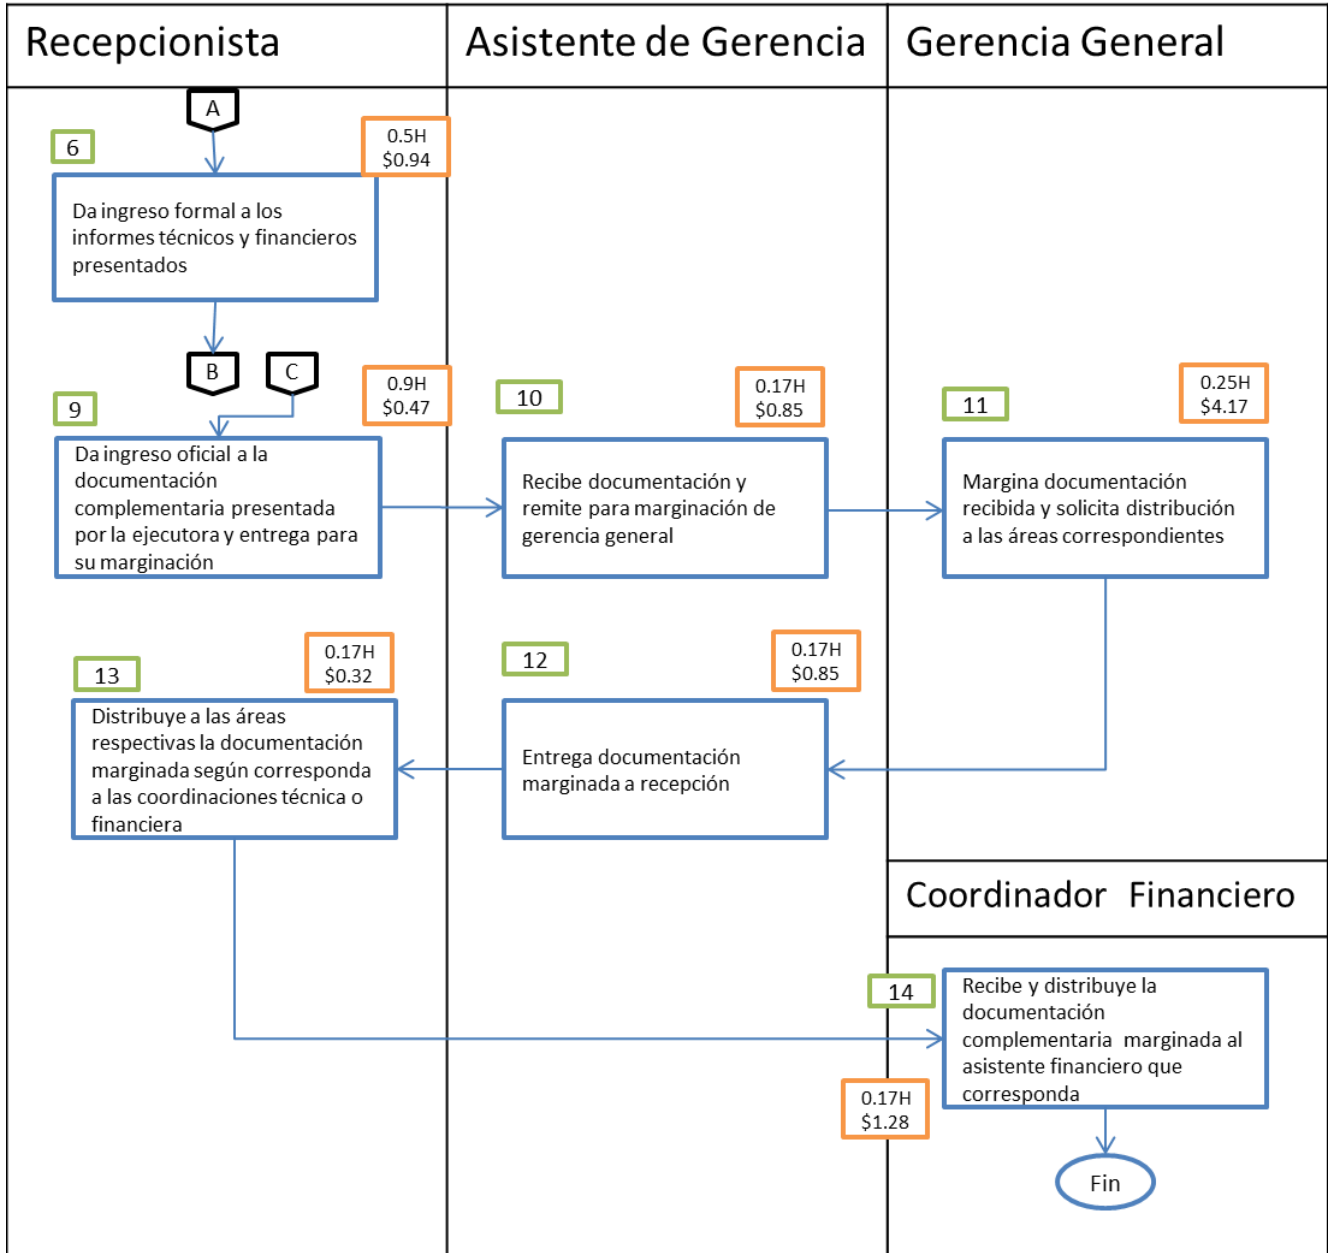 Recepcionista
Asistente de Gerencia
Gerencia General
A
6
0.5H
$0.94
Da ingreso formal a los
informes técnicos y financieros
presentados
B
C
9
0.9H
$0.47
Da ingreso oficial a la
documentación
complementaria presentada
por la ejecutora y entrega para
su marginación
10
0.17H
$0.85
Recibe documentación y
remite para marginación de
gerencia general
11
0.25H
$4.17
Margina documentación
recibida y solicita distribución
a las áreas correspondientes
13
0.17H
$0.32
Distribuye a las áreas
respectivas la documentación
marginada según corresponda
a las coordinaciones técnica o
financiera
12
0.17H
$0.85
Entrega documentación
marginada a recepción
Coordinador Financiero
14
Recibe y distribuye la
documentación
complementaria marginada al
asistente financiero que
corresponda
0.17H
$1.28
Fin